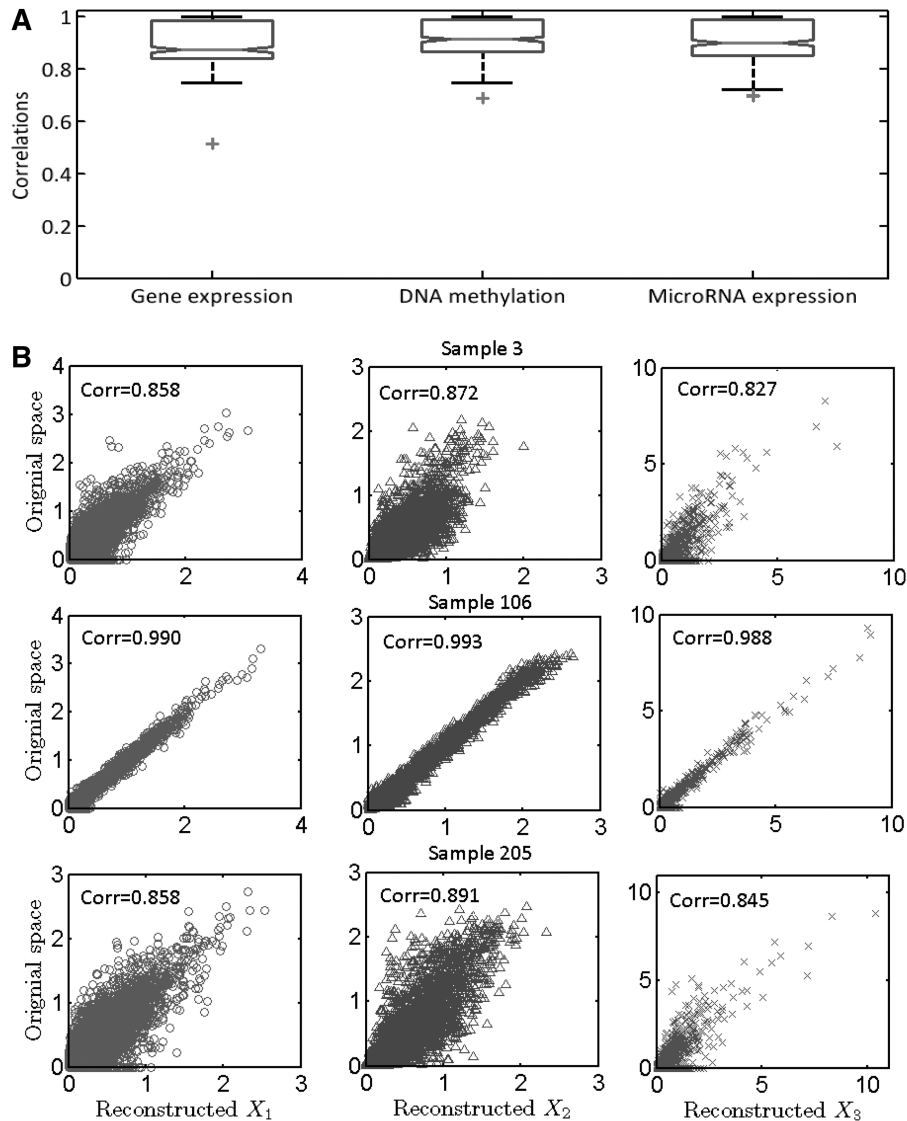 A
Correlations
1
0.8
0.6
0.4
0.2
0
Gene expression DNA methylation MicroRNA expression
B
Sample 3
Orignial space
4
3
2
1
0
Corr=0.858
0 2 4
3
2
1
0
Corr=0.872
0 1 2 3
10
5
0
Corr=0.827
0 5 10
Sample 106
Orignial space
4
3
2
1
0
Corr=0.990
0 2 4
3
2
1
0
Corr=0.993
0 1 2 3
10
5
0
Corr=0.988
0 5 10
Sample 205
Orignial space
3
2
1
0
Corr=0.858
0 1 2 3
Reconstructed X1
3
2
1
0
Corr=0.891
0 1 2 3
Reconstructed X2
10
5
0
Corr=0.845
0 5 10
Reconstructed X3